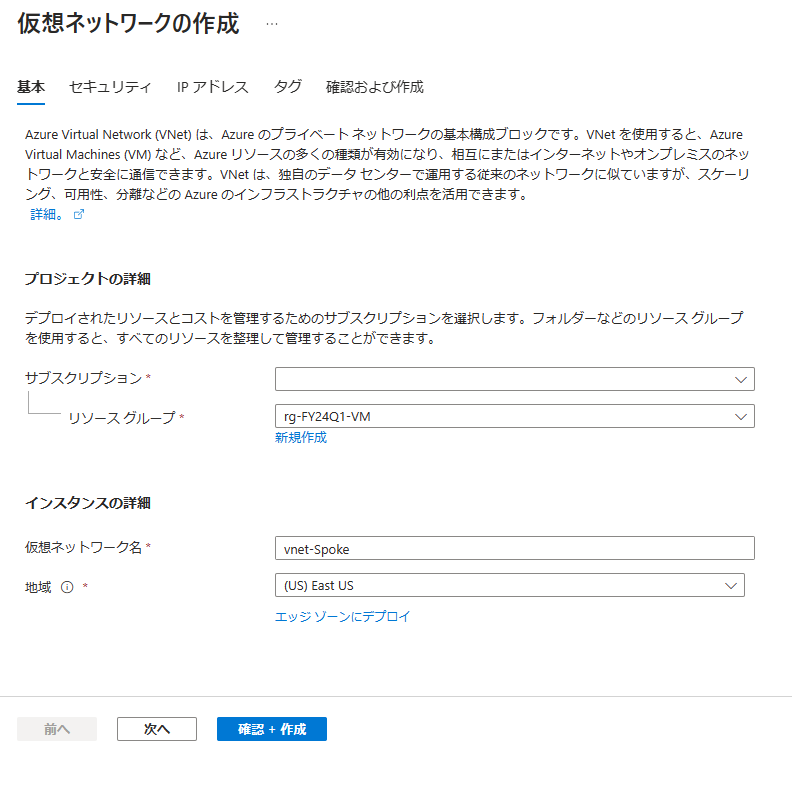 仮想ネットワークの作成 …
基本 セキュリティ IP アドレス タグ 確認および作成
Azure Virtual Network (VNet) は、Azure のプライベート ネットワークの基本構成ブロックです。VNet を使用すると、Azure
Virtual Machines (VM) など、Azure リソースの多くの種類が有効になり、相互にまたはインターネットやオンプレミスのネッ
トワークと安全に通信できます。VNet は、独自のデータ センターで運用する従来のネットワークに似ていますが、スケーリ
ング、可用性、分離などの Azure のインフラストラクチャの他の利点を活用できます。
詳細。
プロジェクトの詳細
デプロイされたリソースとコストを管理するためのサブスクリプションを選択します。フォルダーなどのリソース グループ
を使用すると、すべてのリソースを整理して管理することができます。
サブスクリプション *
リソース グループ * rg-FY24Q1-VM
新規作成
インスタンスの詳細
仮想ネットワーク名 * vnet-Spoke
地域 * (US) East US
エッジ ゾーンにデプロイ
前へ 次へ 確認 + 作成